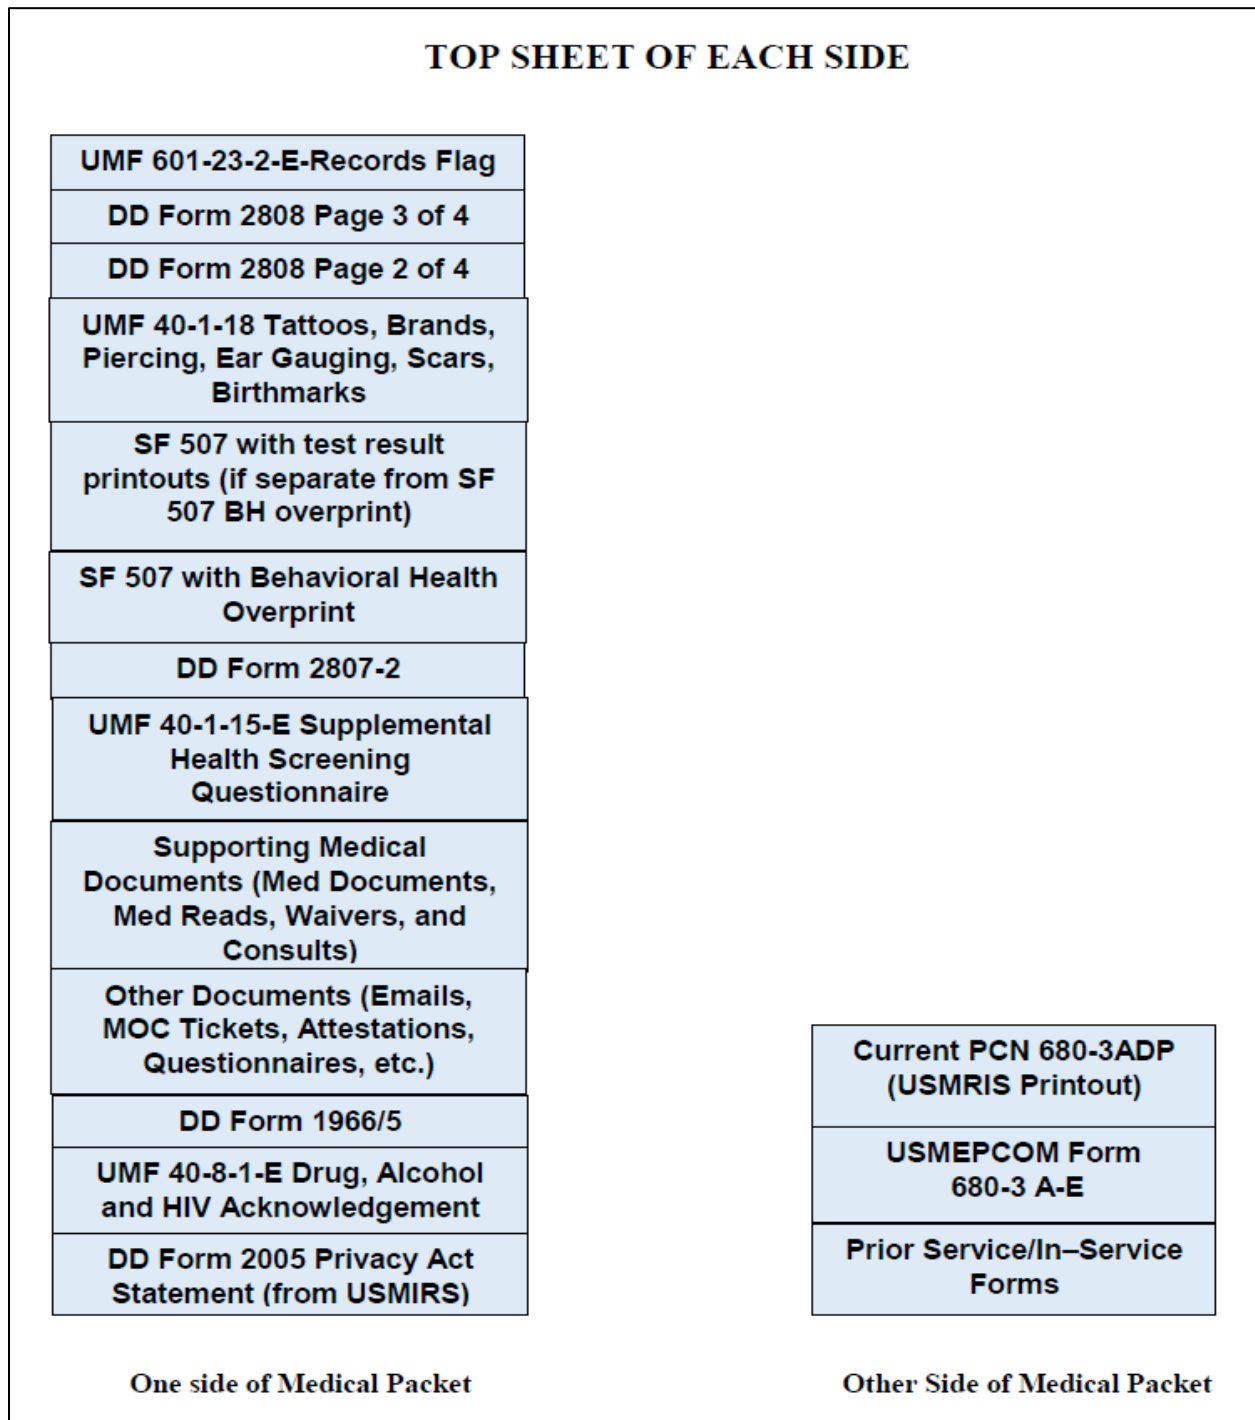 TOP SHEET OF EACH SIDE
UMF 601-23-2-E-Records Flag
DD Form 2808 Page 3 of 4
DD Form 2808 Page 2 of 4
UMF 40-1-18 Tattoos, Brands,
Piercing, Ear Gauging, Scars,
Birthmarks
SF 507 with test result
printouts (if separate from SF
507 BH overprint)
SF 507 with Behavioral Health
Overprint
DD Form 2807-2
UMF 40-1-15-E Supplemental
Health Screening
Questionnaire
Supporting Medical
Documents (Med Documents,
Med Reads, Waivers, and
Consults)
Other Documents (Emails,
MOC Tickets, Attestations,
Questionnaires, etc.)
DD Form 1966/5
UMF 40-8-1-E Drug, Alcohol
and HIV Acknowledgement
DD Form 2005 Privacy Act
Statement (from USMIRS)
One side of Medical Packet
Current PCN 680-3ADP
(USMRIS Printout)
USMEPCOM Form
680-3 A-E
Prior Service/In–Service
Forms
Other Side of Medical Packet